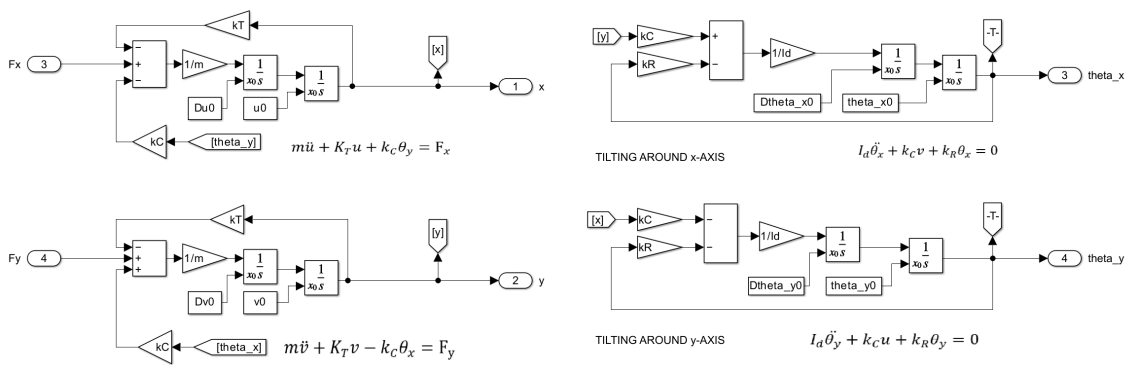 kT
[x]
Fx
3
−
+
−
1/m
1
x₀ s
1
x₀ s
1
x
Du0
u0
kC
[theta_y]
mü + K_T u + k_C θ_y = F_x
[y]
kC
kR
+
−
1/Id
1
x₀ s
1
x₀ s
-T-
3
theta_x
Dtheta_x0
theta_x0
TILTING AROUND x-AXIS
I_d θ̈_x + k_C v + k_R θ_x = 0
kT
[y]
Fy
4
−
+
+
1/m
1
x₀ s
1
x₀ s
2
y
Dv0
v0
kC
[theta_x]
mv̈ + K_T v − k_C θ_x = F_y
[x]
kC
kR
−
−
1/Id
1
x₀ s
1
x₀ s
-T-
4
theta_y
Dtheta_y0
theta_y0
TILTING AROUND y-AXIS
I_d θ̈_y + k_C u + k_R θ_y = 0